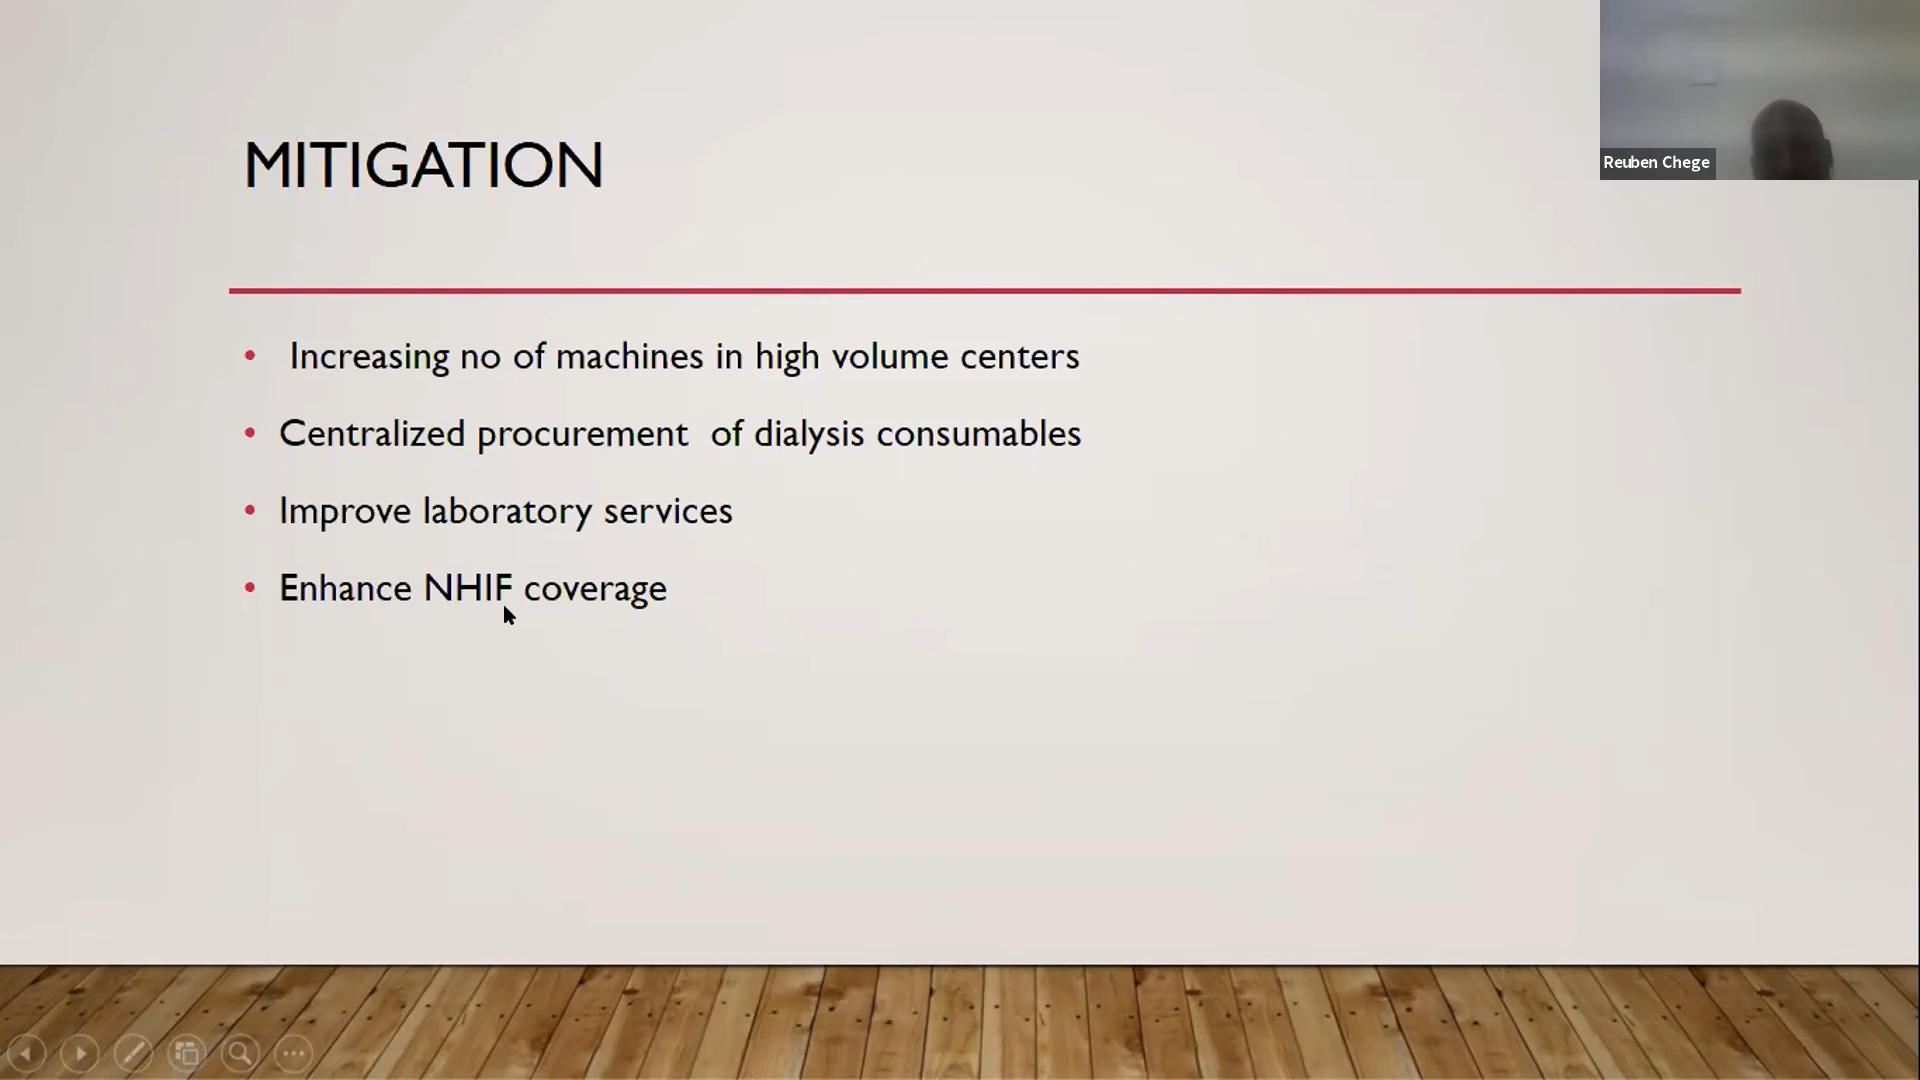 MITIGATION
Reuben Chege
• Increasing no of machines in high volume centers
• Centralized procurement  of dialysis consumables
• Improve laboratory services
• Enhance NHIF coverage